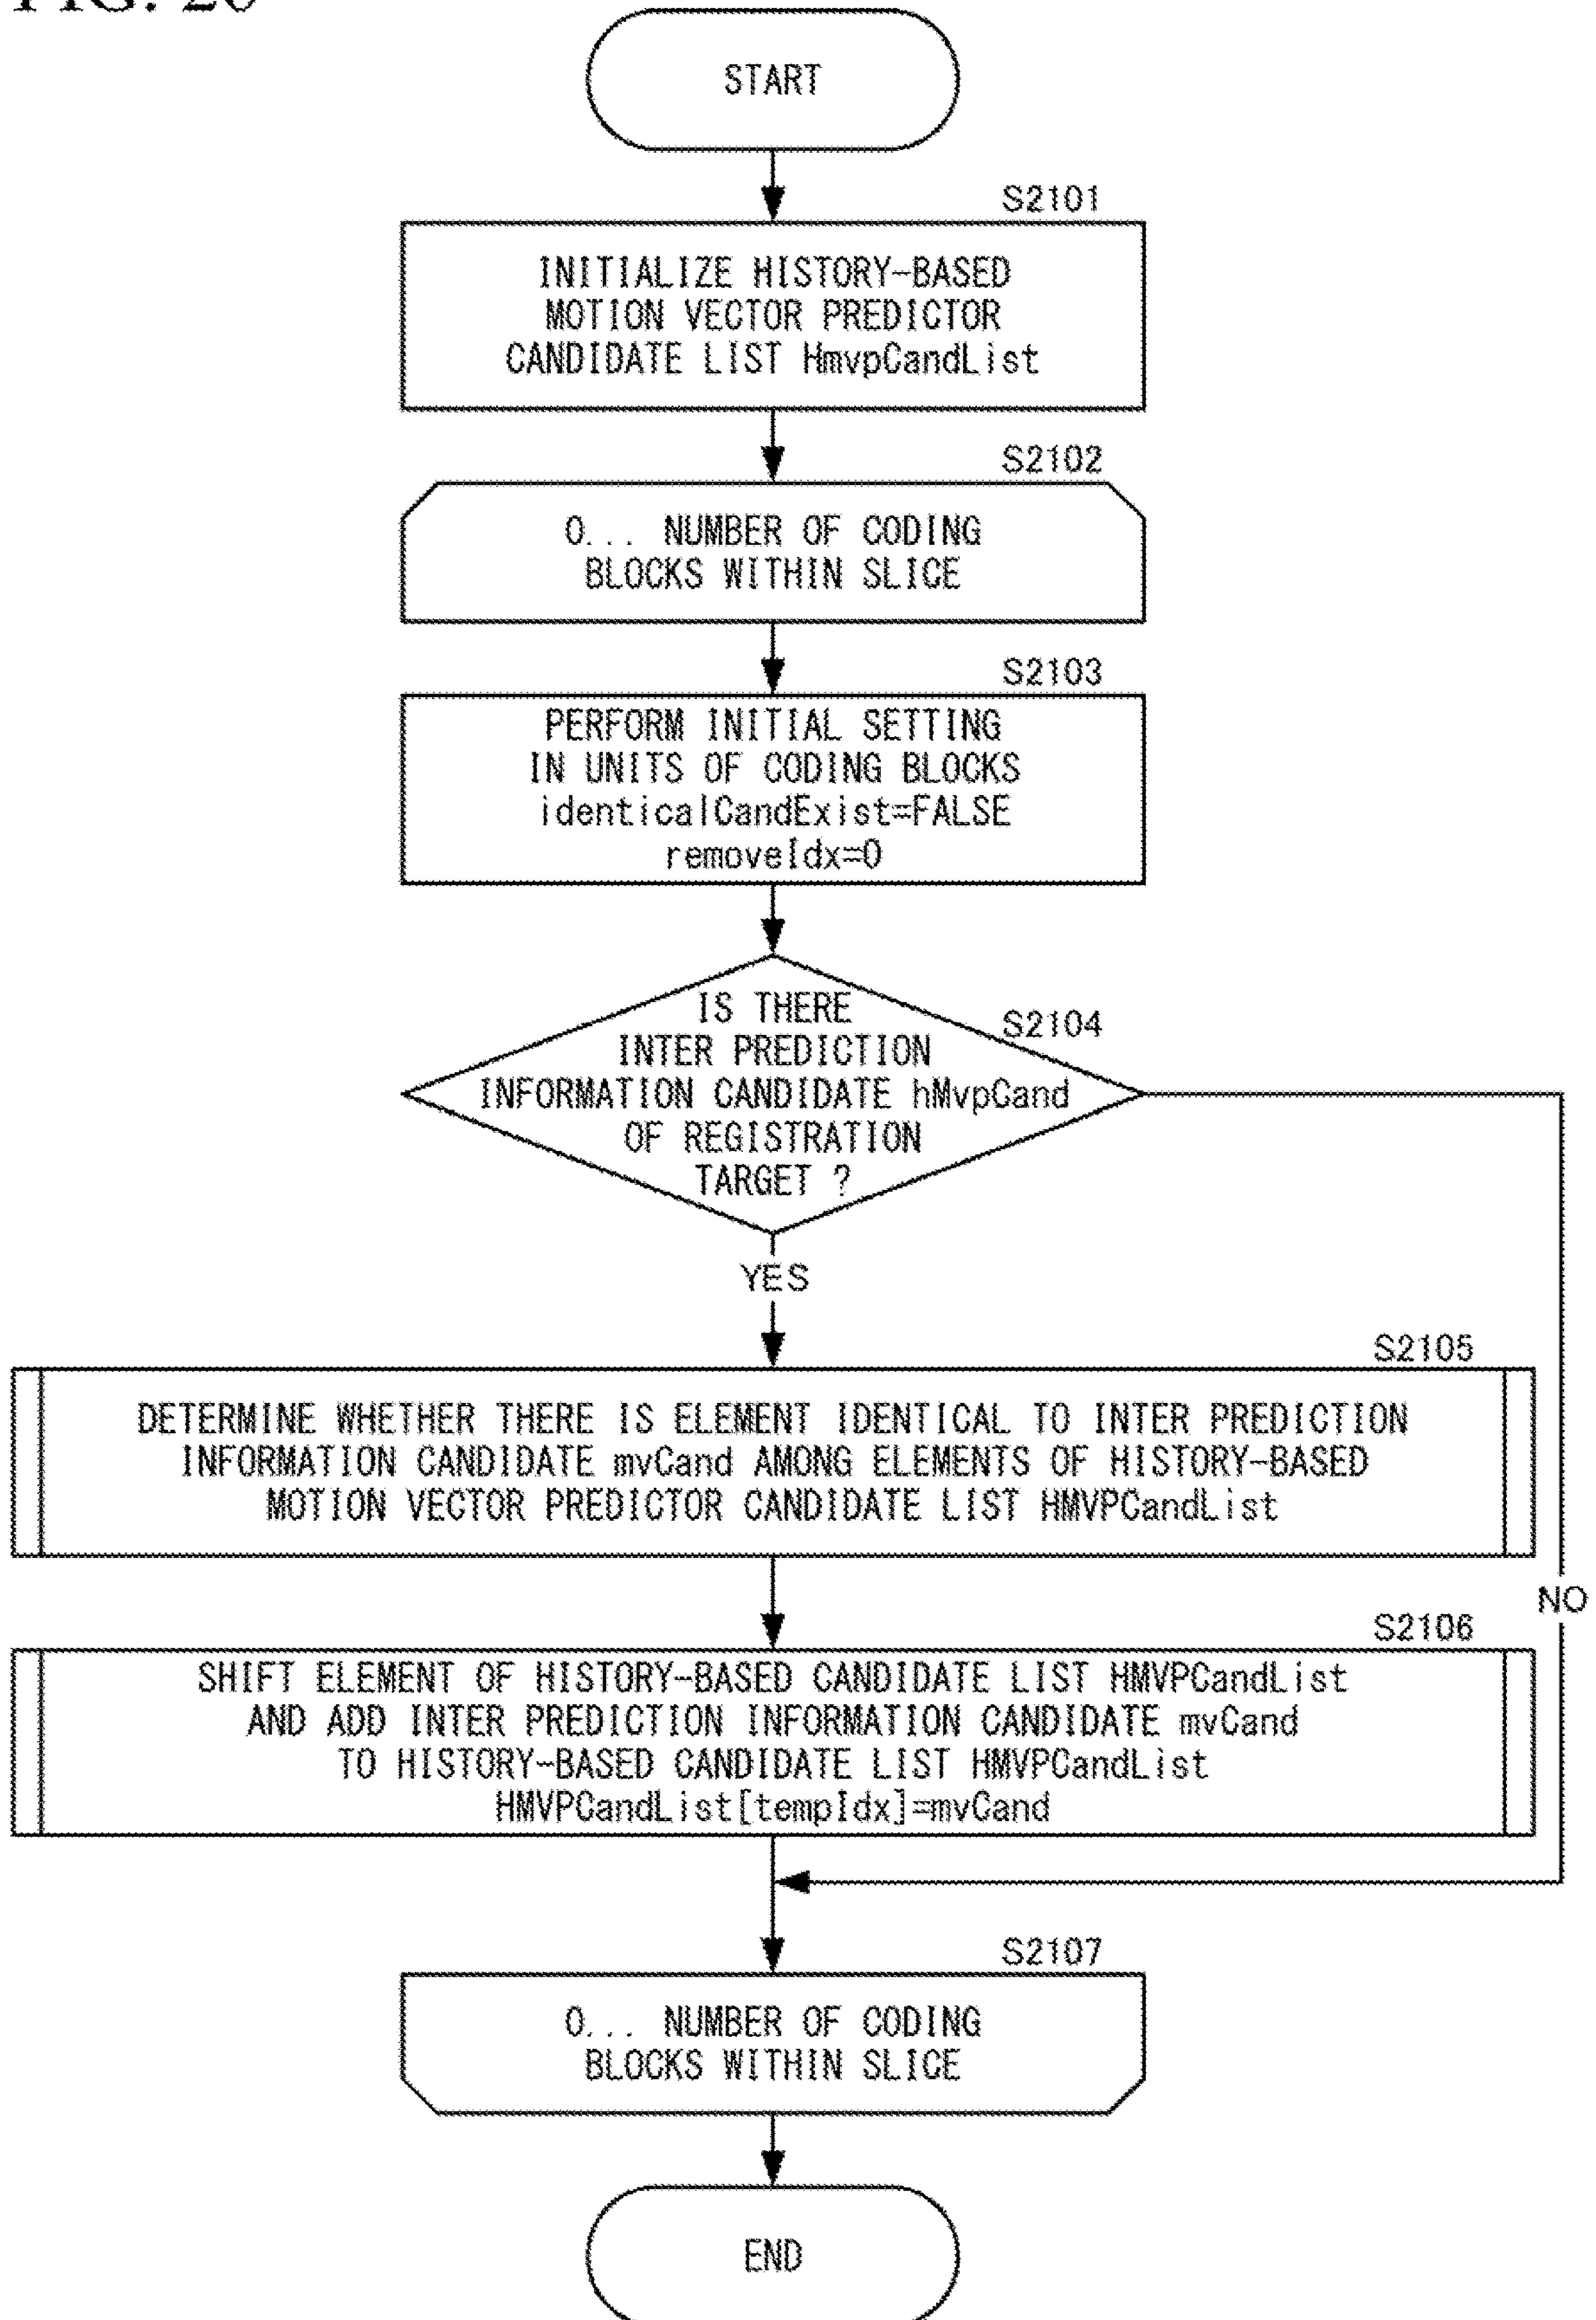 FIG. 26
START
S2101
INITIALIZE HISTORY-BASED
MOTION VECTOR PREDICTOR
CANDIDATE LIST HmvpCandList
S2102
0... NUMBER OF CODING
BLOCKS WITHIN SLICE
S2103
PERFORM INITIAL SETTING
IN UNITS OF CODING BLOCKS
identicalCandExist=FALSE
removeIdx=0
S2104
IS THERE
INTER PREDICTION
INFORMATION CANDIDATE hMvpCand
OF REGISTRATION
TARGET ?
YES
S2105
DETERMINE WHETHER THERE IS ELEMENT IDENTICAL TO INTER PREDICTION
INFORMATION CANDIDATE mvCand AMONG ELEMENTS OF HISTORY-BASED
MOTION VECTOR PREDICTOR CANDIDATE LIST HMVPCandList
NO
S2106
SHIFT ELEMENT OF HISTORY-BASED CANDIDATE LIST HMVPCandList
AND ADD INTER PREDICTION INFORMATION CANDIDATE mvCand
TO HISTORY-BASED CANDIDATE LIST HMVPCandList
HMVPCandList[tempIdx]=mvCand
S2107
0... NUMBER OF CODING
BLOCKS WITHIN SLICE
END